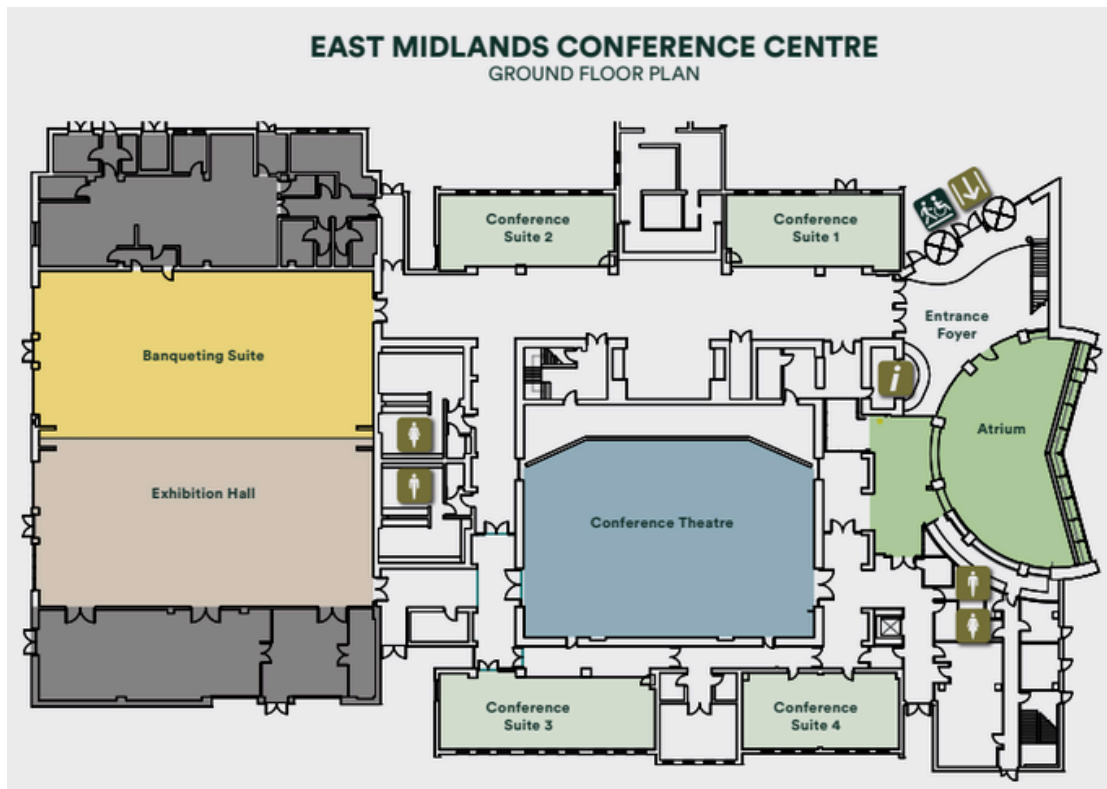 EAST MIDLANDS CONFERENCE CENTRE
GROUND FLOOR PLAN
Conference
Suite 2
Conference
Suite 1
Entrance
Foyer
Banqueting Suite
i
Atrium
Exhibition Hall
Conference Theatre
Conference
Suite 3
Conference
Suite 4